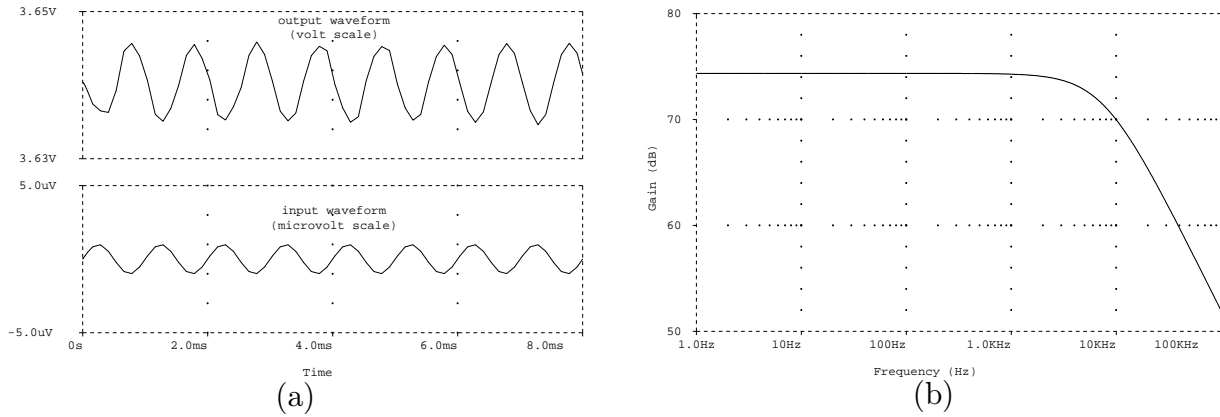 3.65V
output waveform
(volt scale)
3.63V
5.0uV
input waveform
(microvolt scale)
-5.0uV
0s 2.0ms 4.0ms 6.0ms 8.0ms
Time
(a)
80
70
Gain (dB)
60
50
1.0Hz 10Hz 100Hz 1.0KHz 10KHz 100KHz
Frequency (Hz)
(b)